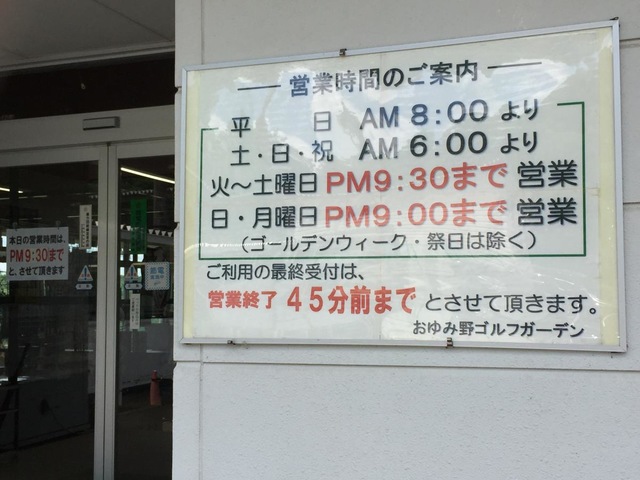 営業時間のご案内
平日 AM 8:00 より
土・日・祝 AM 6:00 より
火～土曜日 PM9:30まで 営業
日・月曜日 PM9:00まで 営業
(ゴールデンウィーク・祭日は除く)
ご利用の最終受付は、
営業終了 45分前まで とさせて頂きます。
おゆみ野ゴルフガーデン
本日の営業時間は、
PM9:30まで
と、させて頂きます
節電